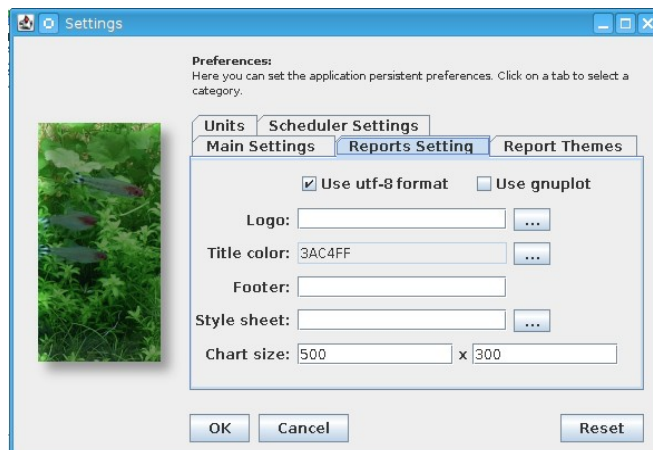 Settings
Preferences:
Here you can set the application persistent preferences. Click on a tab to select a
category.
Units Scheduler Settings
Main Settings Reports Setting Report Themes
Use utf-8 format Use gnuplot
Logo: ...
Title color: 3AC4FF ...
Footer:
Style sheet: ...
Chart size: 500 x 300
OK Cancel Reset